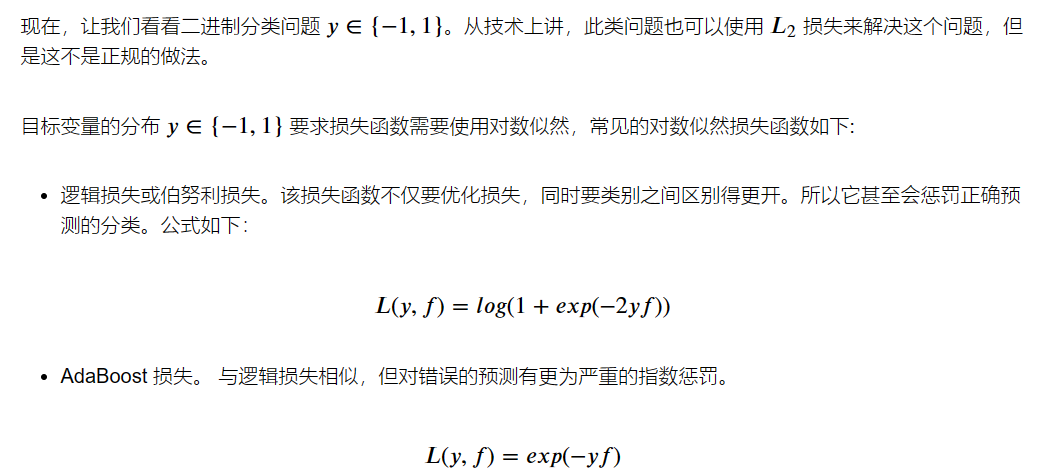 现在，让我们看看二进制分类问题 y ∈ {−1, 1}。从技术上讲，此类问题也可以使用 L₂ 损失来解决这个问题，但
是这不是正规的做法。
目标变量的分布 y ∈ {−1, 1} 要求损失函数需要使用对数似然，常见的对数似然损失函数如下:
• 逻辑损失或伯努利损失。该损失函数不仅要优化损失，同时要类别之间区别得更开。所以它甚至会惩罚正确预
测的分类。公式如下：
L(y, f) = log(1 + exp(−2yf))
• AdaBoost 损失。 与逻辑损失相似，但对错误的预测有更为严重的指数惩罚。
L(y, f) = exp(−yf)